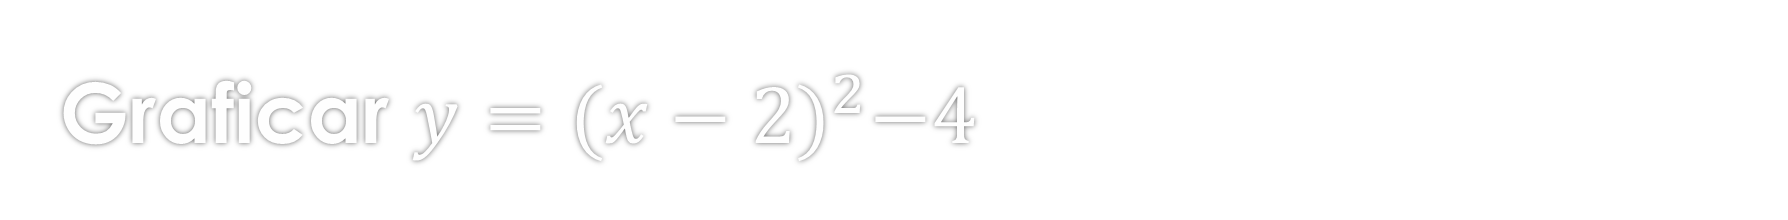 Graficar y = (x − 2)²−4